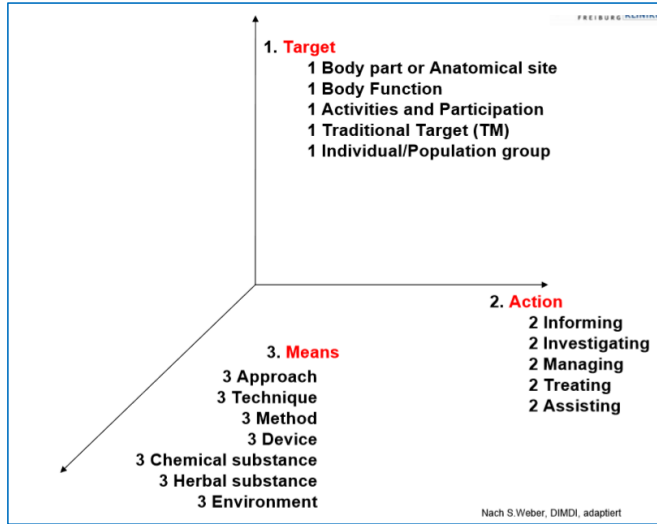 FREIBURG
1. Target
1 Body part or Anatomical site
1 Body Function
1 Activities and Participation
1 Traditional Target (TM)
1 Individual/Population group
2. Action
2 Informing
2 Investigating
2 Managing
2 Treating
2 Assisting
3. Means
3 Approach
3 Technique
3 Method
3 Device
3 Chemical substance
3 Herbal substance
3 Environment
Nach S.Weber, DIMDI, adaptiert